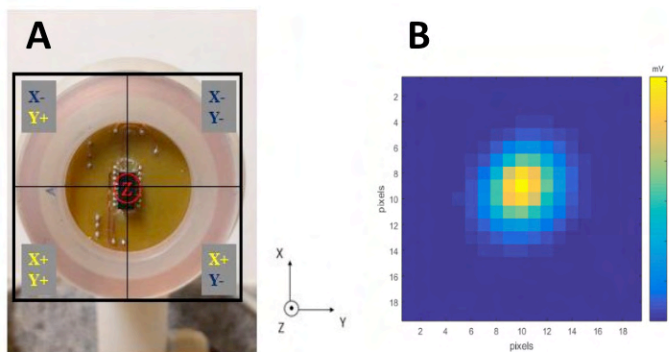 A
X-
Y+
X-
Y-
Z
X+
Y+
X+
Y-
X
Z
Y
B
mV
2
4
6
8
10
12
14
16
18
pixels
2 4 6 8 10 12 14 16 18
pixels